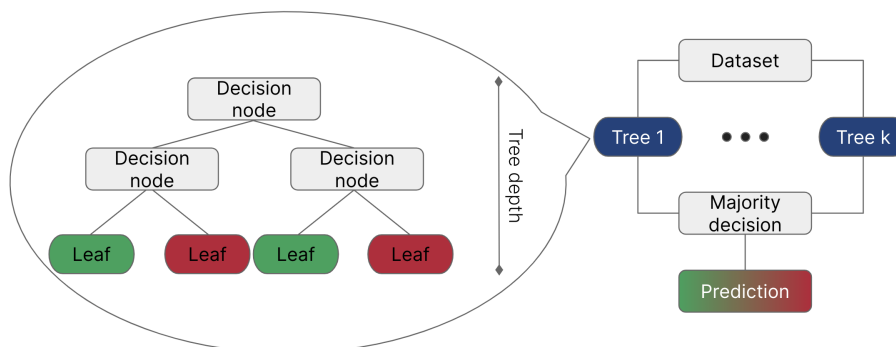 Decision
node
Decision
node
Decision
node
Leaf
Leaf
Leaf
Leaf
Tree depth
Dataset
Tree 1
Tree k
Majority
decision
Prediction